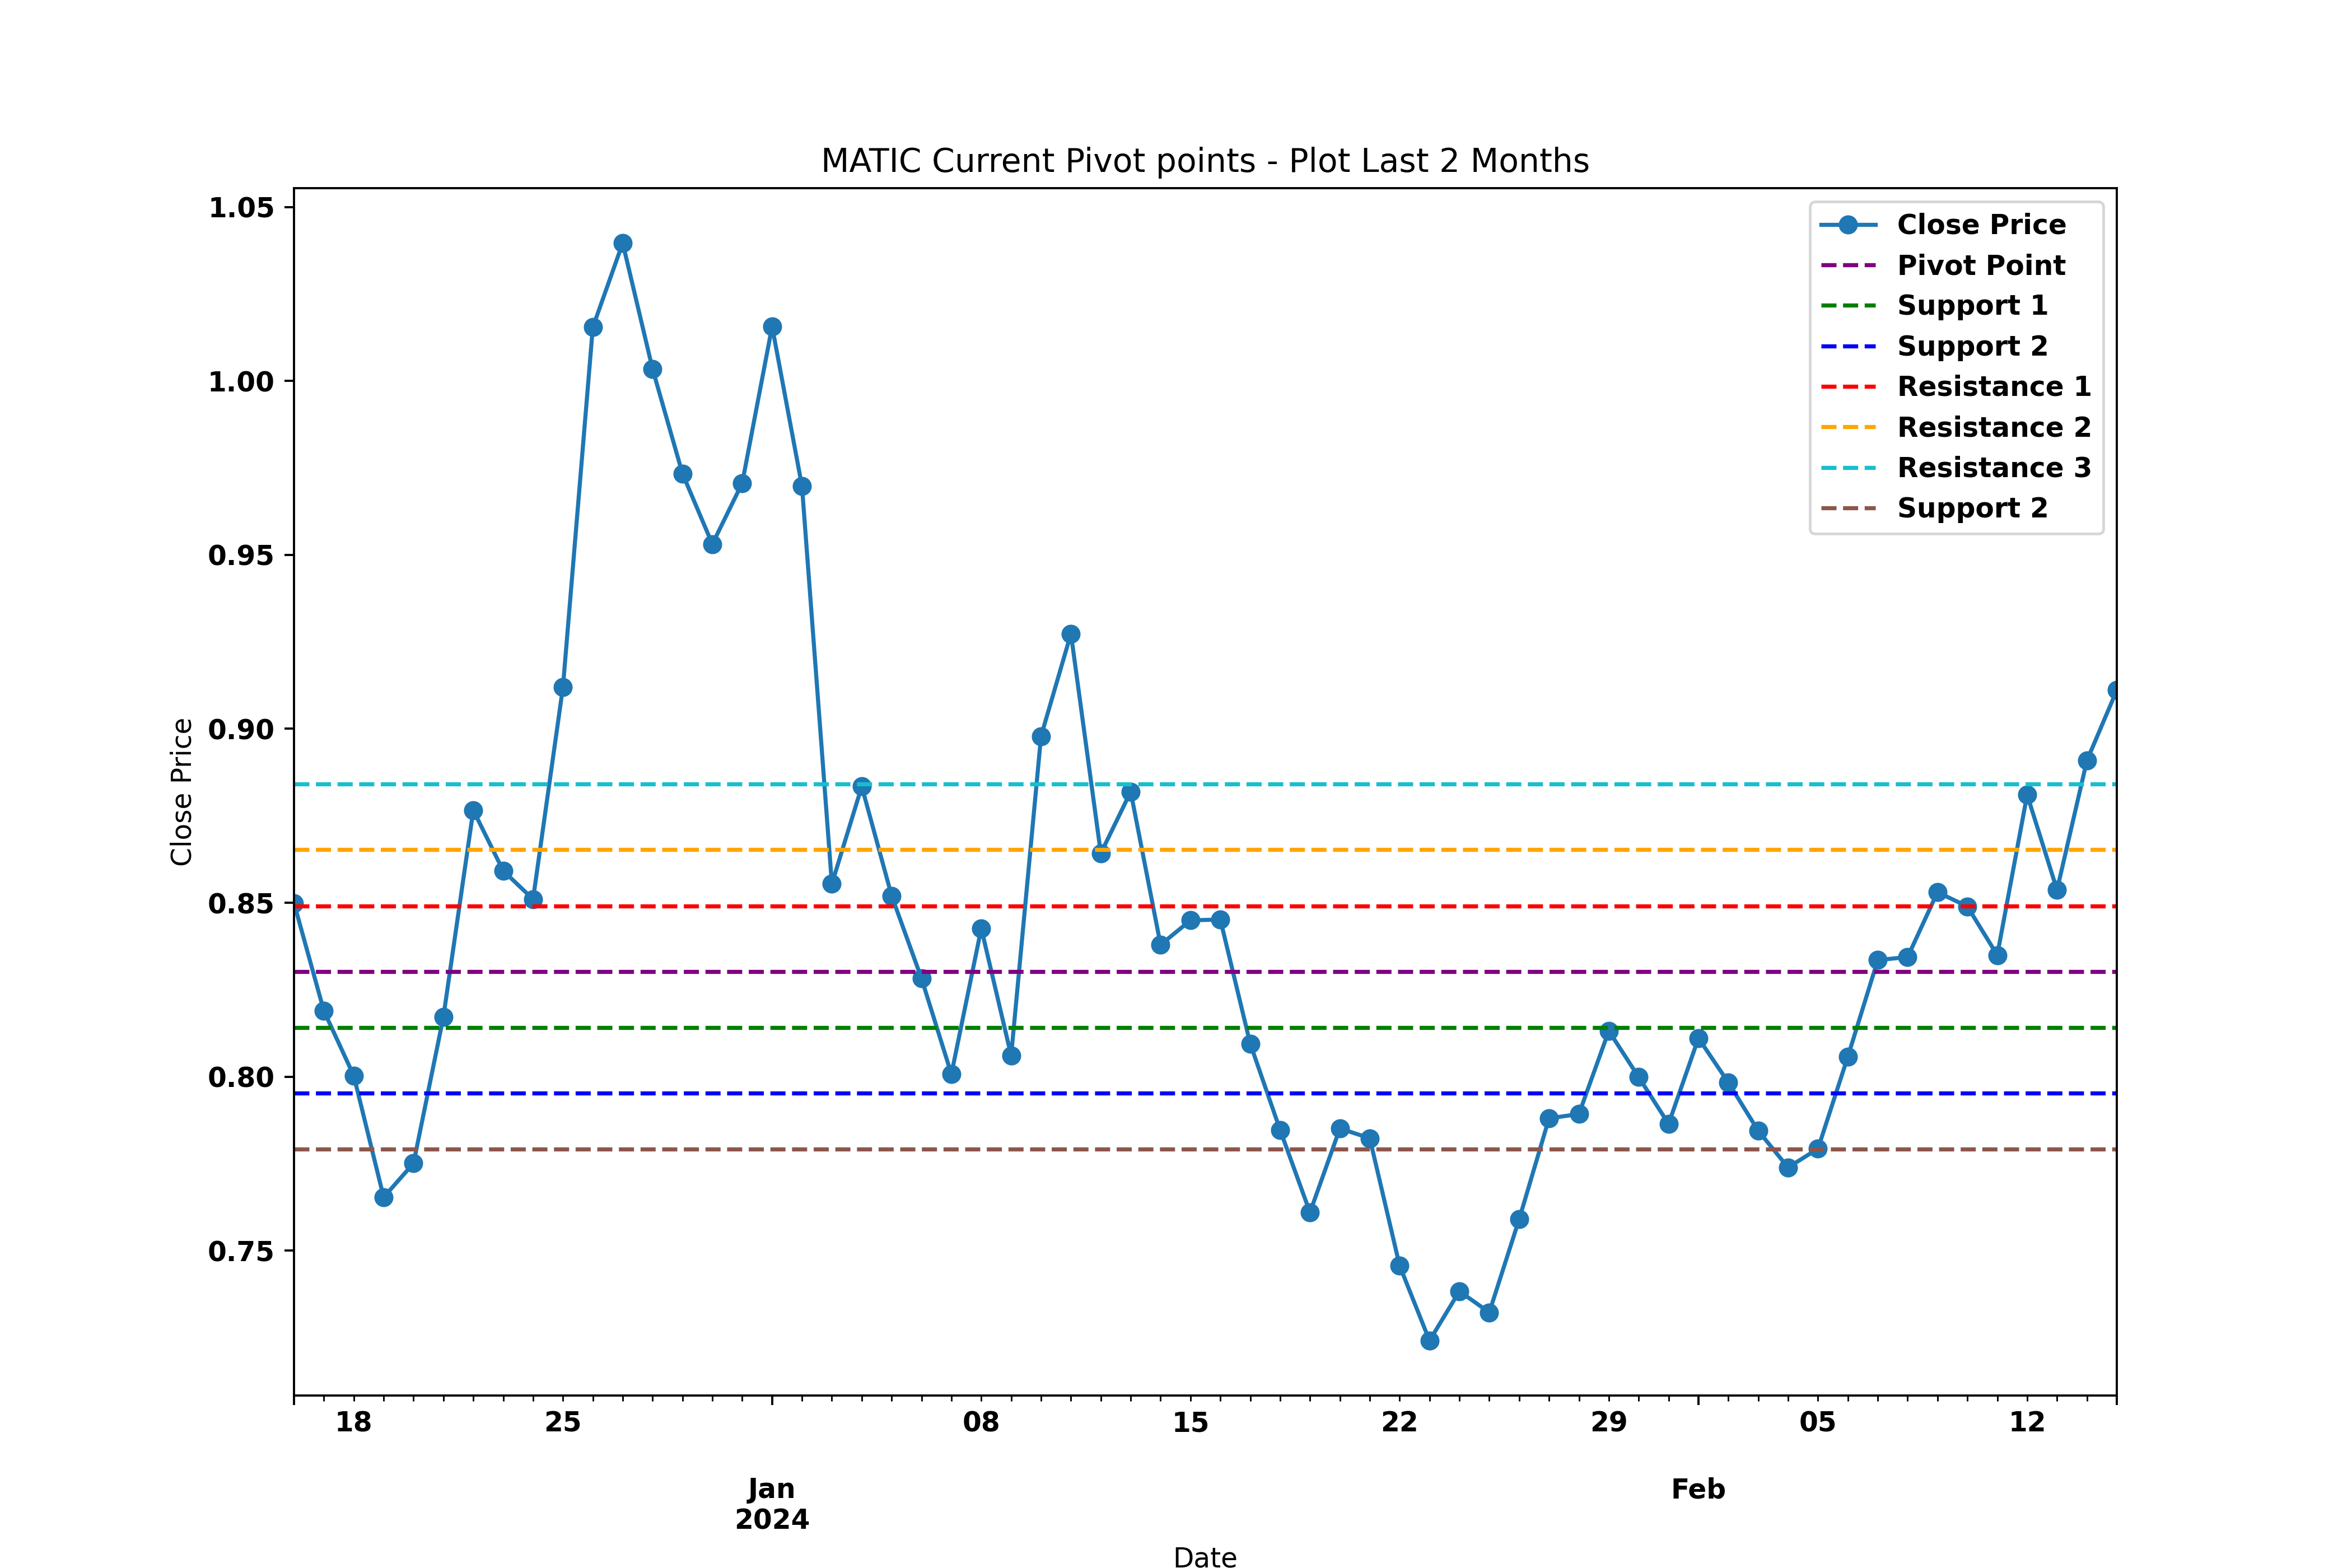 MATIC Current Pivot points - Plot Last 2 Months
1.05
1.00
0.95
0.90
0.85
0.80
0.75
Close Price
Close Price
Pivot Point
Support 1
Support 2
Resistance 1
Resistance 2
Resistance 3
Support 2
18 25 08 15 22 29 05 12
Jan Feb
2024
Date